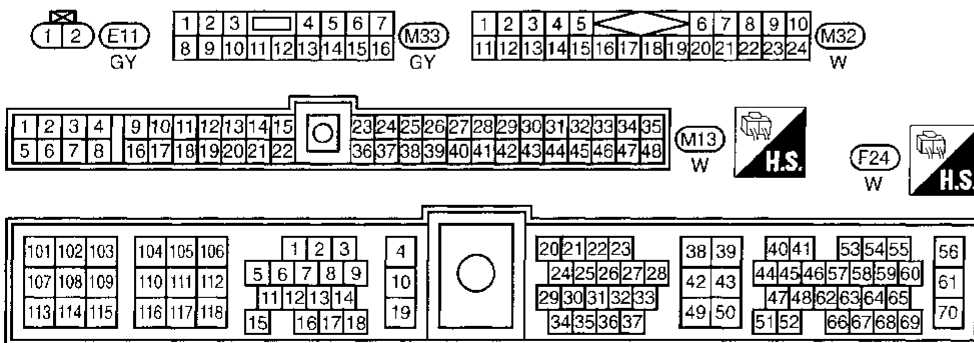 1 2 E11 GY
1 2 3 4 5 6 7 M33 GY
8 9 10 11 12 13 14 15 16
1 2 3 4 5 6 7 8 9 10 M32 W
11 12 13 14 15 16 17 18 19 20 21 22 23 24
1 2 3 4 9 10 11 12 13 14 15 23 24 25 26 27 28 29 30 31 32 33 34 35 M13 W
5 6 7 8 16 17 18 19 20 21 22 36 37 38 39 40 41 42 43 44 45 46 47 48
H.S.
F24 W
H.S.
101 102 103 104 105 106 1 2 3 4 20 21 22 23 38 39 40 41 53 54 55 56
107 108 109 110 111 112 5 6 7 8 9 10 24 25 26 27 28 42 43 44 45 46 57 58 59 60 61
11 12 13 14 29 30 31 32 33 47 48 62 63 64 65
113 114 115 116 117 118 15 16 17 18 19 34 35 36 37 49 50 51 52 66 67 68 69 70